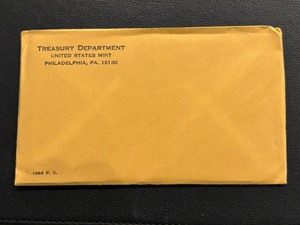 TREASURY DEPARTMENT
UNITED STATES MINT
PHILADELPHIA, PA. 19130
1964 P. C.